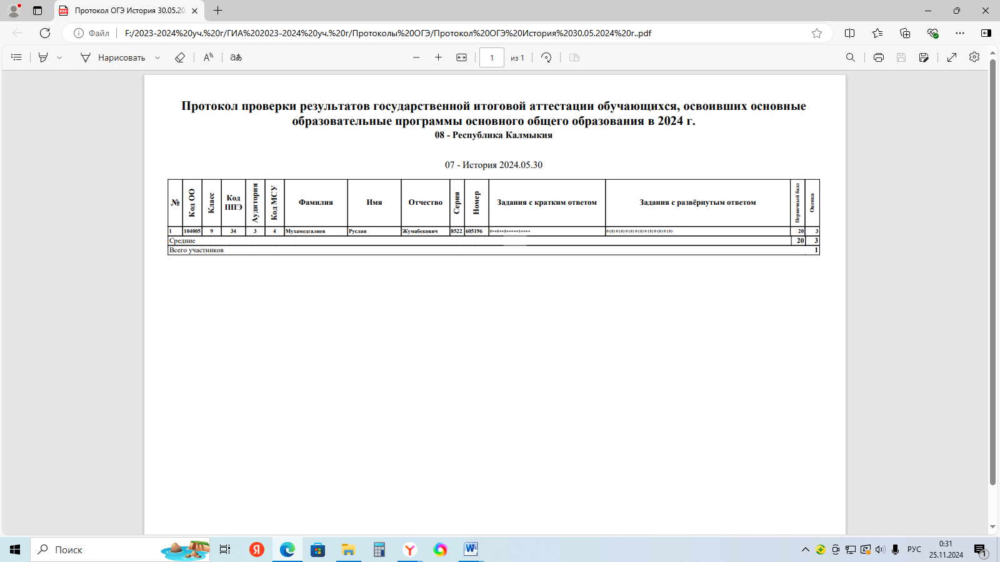 Протокол ОГЭ История 30.05.20
Файл
F:/2023-2024%20уч.%20г/ГИА%202023-2024%20уч.%20г/Протоколы%20ОГЭ/Протокол%20ОГЭ%20История%2030.05.2024%20г..pdf
Нарисовать
1 из 1
Протокол проверки результатов государственной итоговой аттестации обучающихся, освоивших основные
образовательные программы основного общего образования в 2024 г.
08 - Республика Калмыкия
07 - История 2024.05.30
№ Код ОО Класс Код ППЭ Аудитория Код МСУ Фамилия Имя Отчество Серия Номер Задания с кратким ответом Задания с развёрнутым ответом Первичный балл Оценка
1 104005 9 34 3 4 Мухамедгалиев Руслан Жумабекович 8522 605196 2++2++2+++++1++++ 0(2)0(2)0(2)0(2)0(3)0(2)0(3) 20 3
Средние 20 3
Всего участников 1
Поиск
РУС
0:31
25.11.2024
1